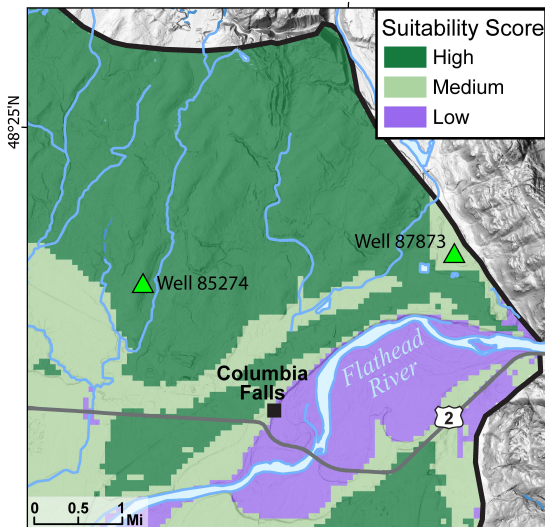 Suitability Score
High
Medium
Low
48°25'N
Well 87873
Well 85274
Columbia
Falls
Flathead
River
2
0 0.5 1
Mi